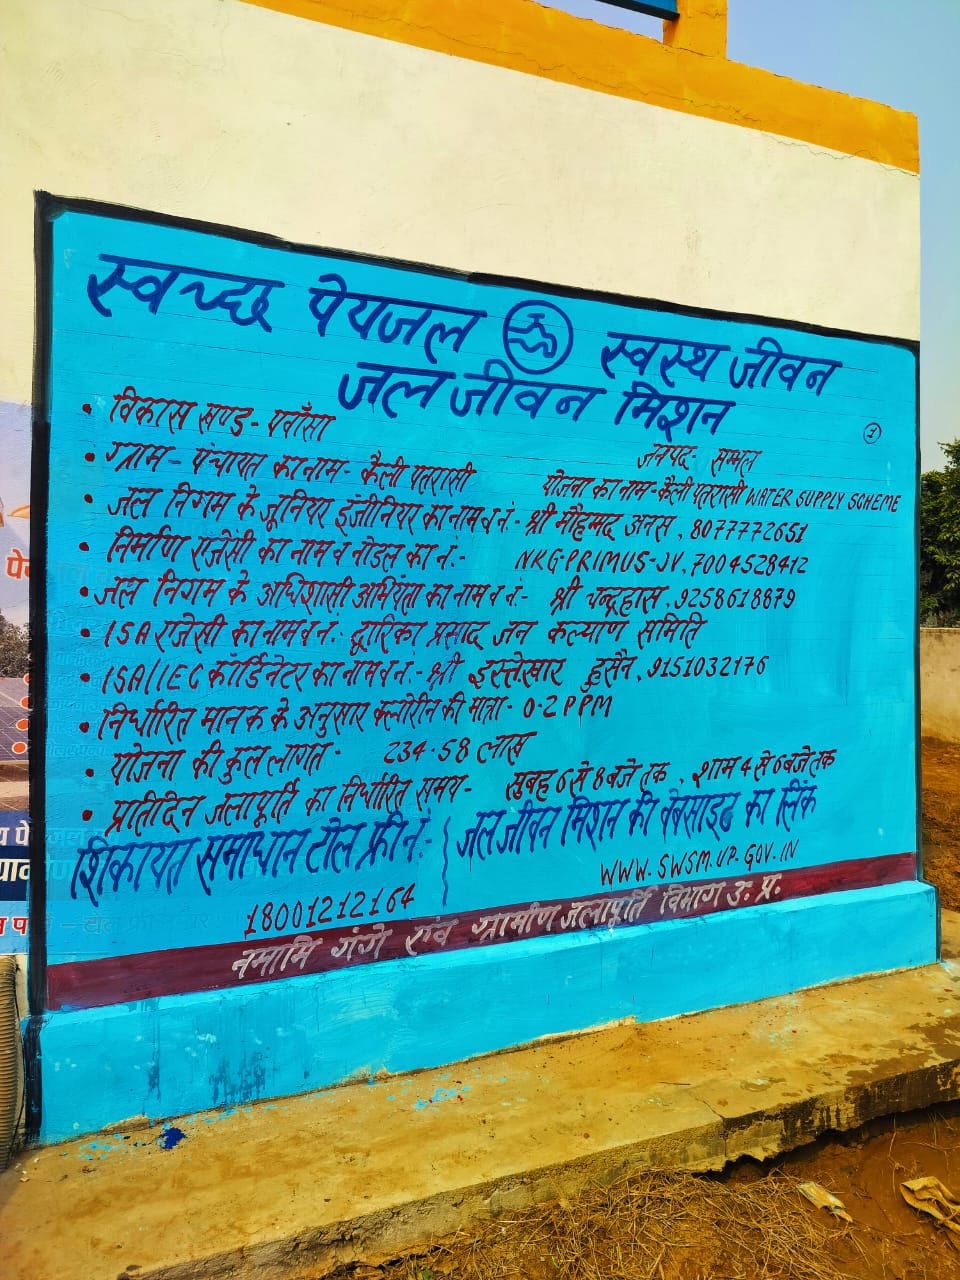 स्वच्छ पेयजल स्वस्थ जीवन
जल जीवन मिशन
• विकास खण्ड - पवाँसा
जनपद - सम्भल
• ग्राम - पंचायत का नाम - कैली पतरासी
योजना का नाम - कैली पतरासी WATER SUPPLY SCHEME
• जल निगम के जूनियर इंजीनियर का नाम व नं. - श्री मौहम्मद अनस, 8077772651
• निर्माण एजेंसी का नाम व नोडल का नं. :- NKG-PRIMUS-JV, 7004528412
• जल निगम के अधिशासी अभियंता का नाम व नं. - श्री चन्द्रहास, 9258618879
• ISA एजेंसी का नाम व नं. : द्वारिका प्रसाद जन कल्याण समिति
• ISA//IEC कॉर्डिनेटर का नाम व नं. - श्री इस्तेखार हुसैन, 9151032176
• निर्धारित मानक के अनुसार क्लोरीन की मात्रा - 0.2 PPM
• योजना की कुल लागत - 234.58 लाख
• प्रतिदिन जलापूर्ति का निर्धारित समय - सुबह 6 से 8 बजे तक, शाम 4 से 6 बजे तक
शिकायत समाधान टोल फ्री नं. :-
18001212164
जल जीवन मिशन की वेबसाइट का लिंक
WWW.SWSM.UP.GOV.IN
नमामि गंगे एवं ग्रामीण जलापूर्ति विभाग उ. प्र.